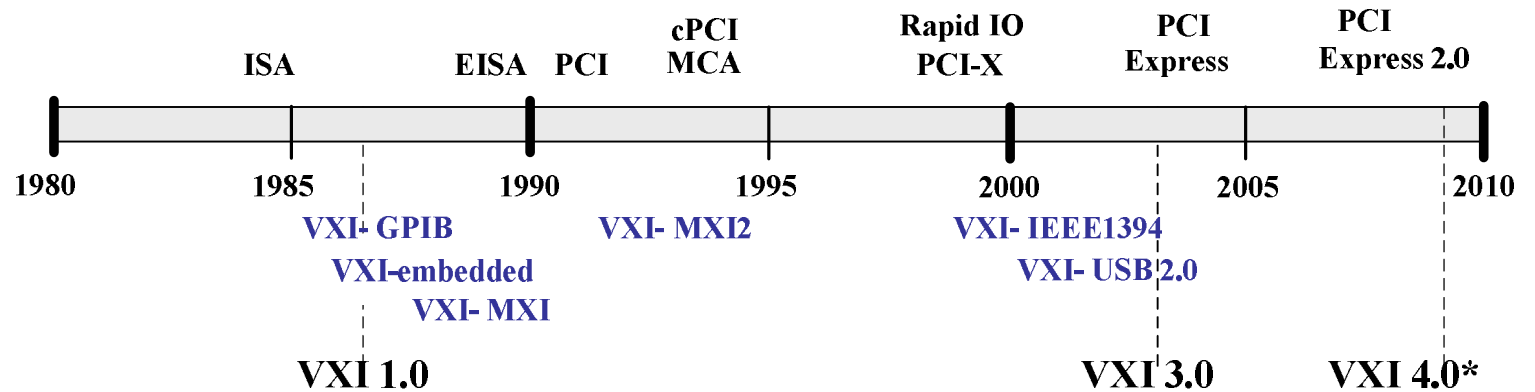 cPCI
Rapid IO
PCI
PCI
ISA
EISA
PCI
MCA
PCI-X
Express
Express 2.0
1980
1985
1990
1995
2000
2005
2010
VXI- GPIB
VXI- MXI2
VXI- IEEE1394
VXI-embedded
VXI- USB 2.0
VXI- MXI
VXI 1.0
VXI 3.0
VXI 4.0*